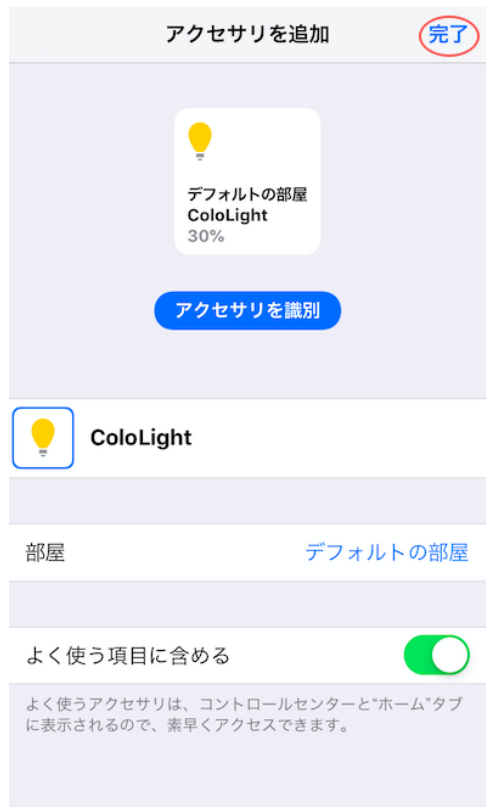 アクセサリを追加
完了
デフォルトの部屋
ColoLight
30%
アクセサリを識別
ColoLight
部屋
デフォルトの部屋
よく使う項目に含める
よく使うアクセサリは、コントロールセンターと“ホーム”タブ
に表示されるので、素早くアクセスできます。